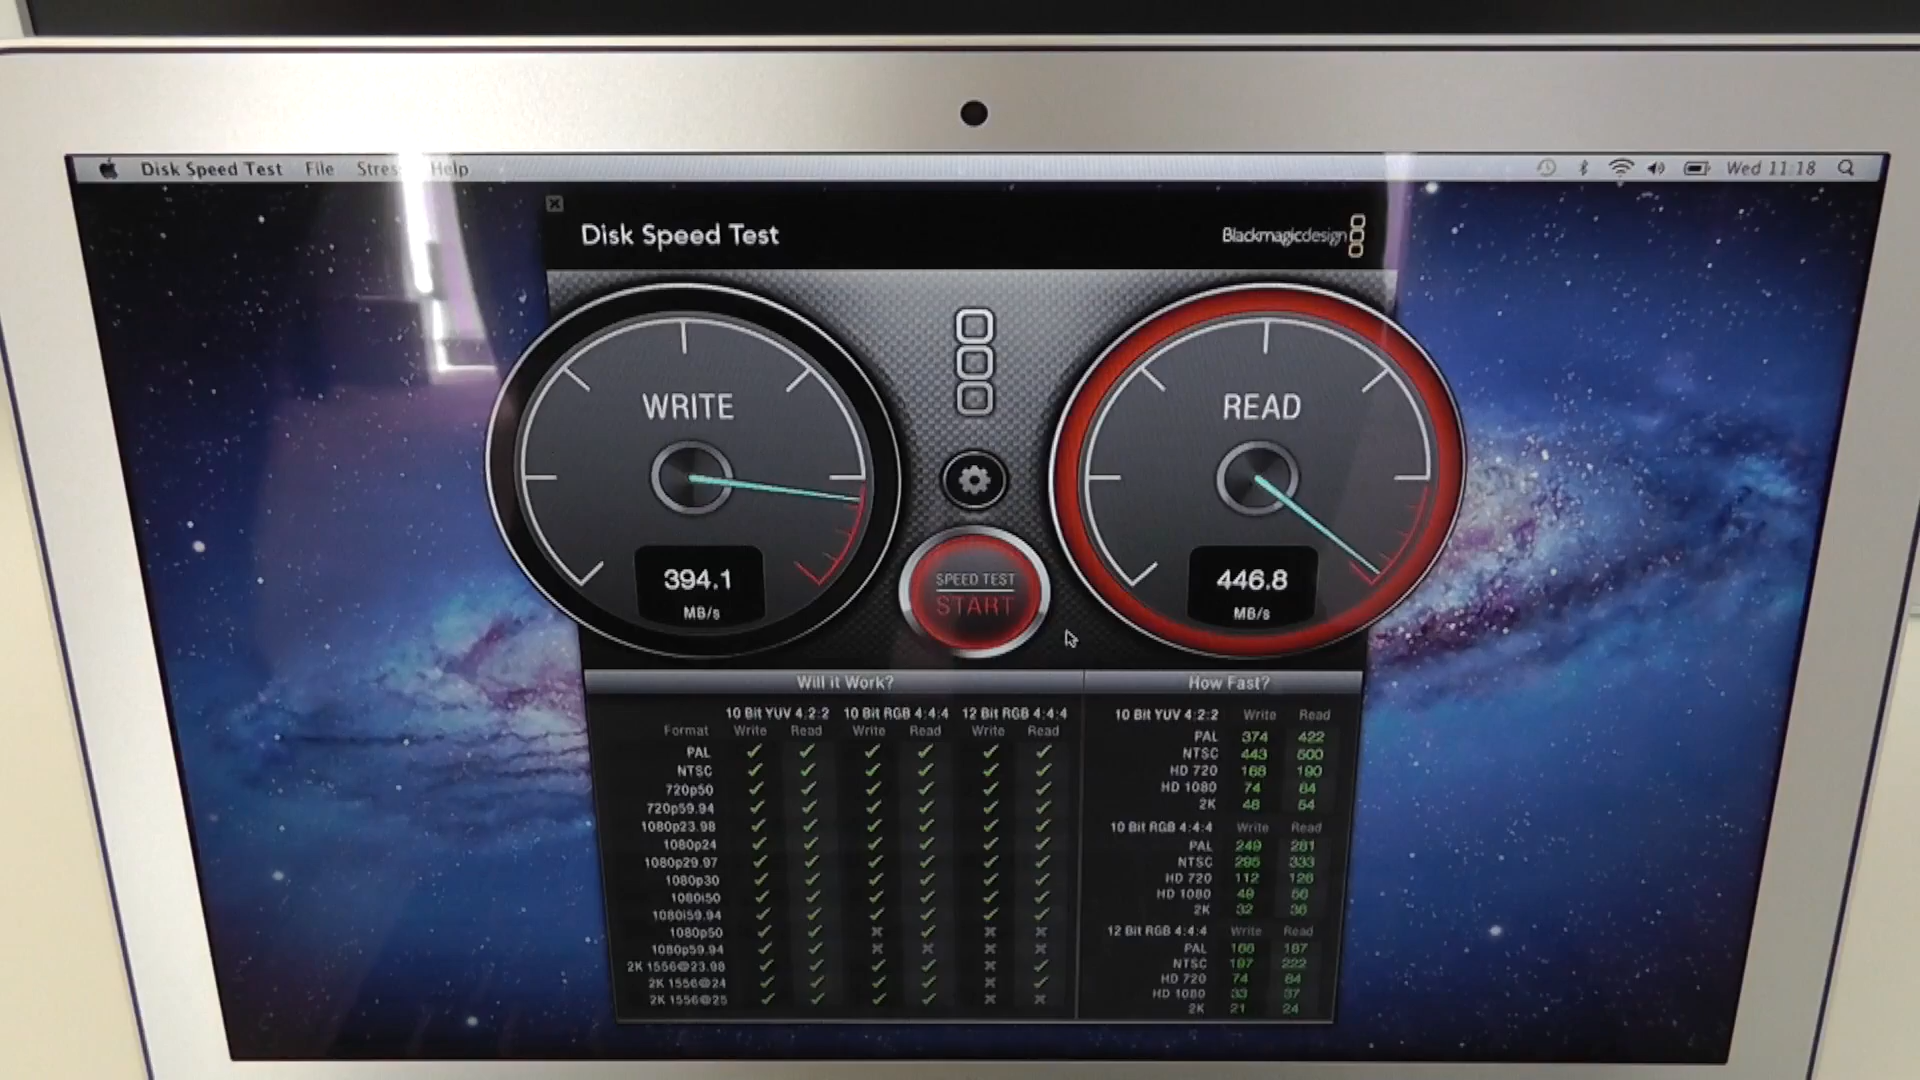 Disk Speed Test File Stres Help Wed 11:18
Disk Speed Test
Blackmagicdesign
WRITE
394.1
MB/s
SPEED TEST
START
READ
446.8
MB/s
Will it Work?
10 Bit YUV 4:2:2 10 Bit RGB 4:4:4 12 Bit RGB 4:4:4
Format Write Read Write Read Write Read
PAL ✓ ✓ ✓ ✓ ✓ ✓
NTSC ✓ ✓ ✓ ✓ ✓ ✓
720p50 ✓ ✓ ✓ ✓ ✓ ✓
720p59.94 ✓ ✓ ✓ ✓ ✓ ✓
1080p23.98 ✓ ✓ ✓ ✓ ✓ ✓
1080p24 ✓ ✓ ✓ ✓ ✓ ✓
1080p29.97 ✓ ✓ ✓ ✓ ✓ ✓
1080p30 ✓ ✓ ✓ ✓ ✓ ✓
1080i50 ✓ ✓ ✓ ✓ ✓ ✓
1080i59.94 ✓ ✓ ✓ ✓ ✓ ✓
1080p50 ✓ ✓ ✗ ✓ ✗ ✗
1080p59.94 ✓ ✓ ✗ ✗ ✗ ✗
2K 1556@23.98 ✓ ✓ ✓ ✓ ✗ ✓
2K 1556@24 ✓ ✓ ✓ ✓ ✗ ✓
2K 1556@25 ✓ ✓ ✓ ✓ ✗ ✗
How Fast?
10 Bit YUV 4:2:2 Write Read
PAL 374 422
NTSC 443 500
HD 720 168 190
HD 1080 74 84
2K 48 54
10 Bit RGB 4:4:4 Write Read
PAL 249 281
NTSC 295 333
HD 720 112 126
HD 1080 49 56
2K 32 36
12 Bit RGB 4:4:4 Write Read
PAL 166 187
NTSC 197 222
HD 720 74 84
HD 1080 33 37
2K 21 24